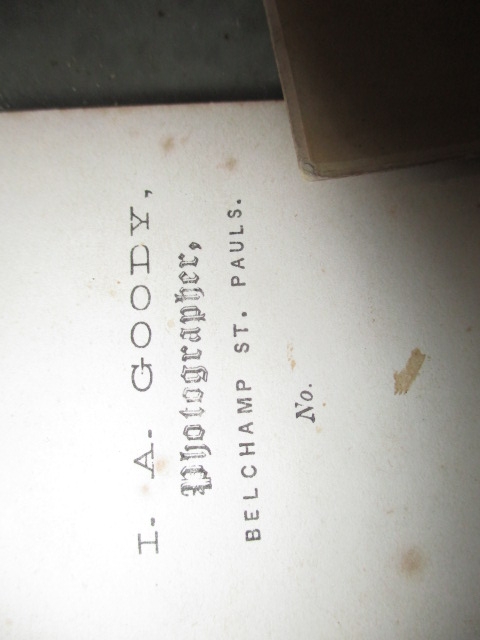 I. A. GOODY,
Photographer,
BELCHAMP ST. PAULS.
No.